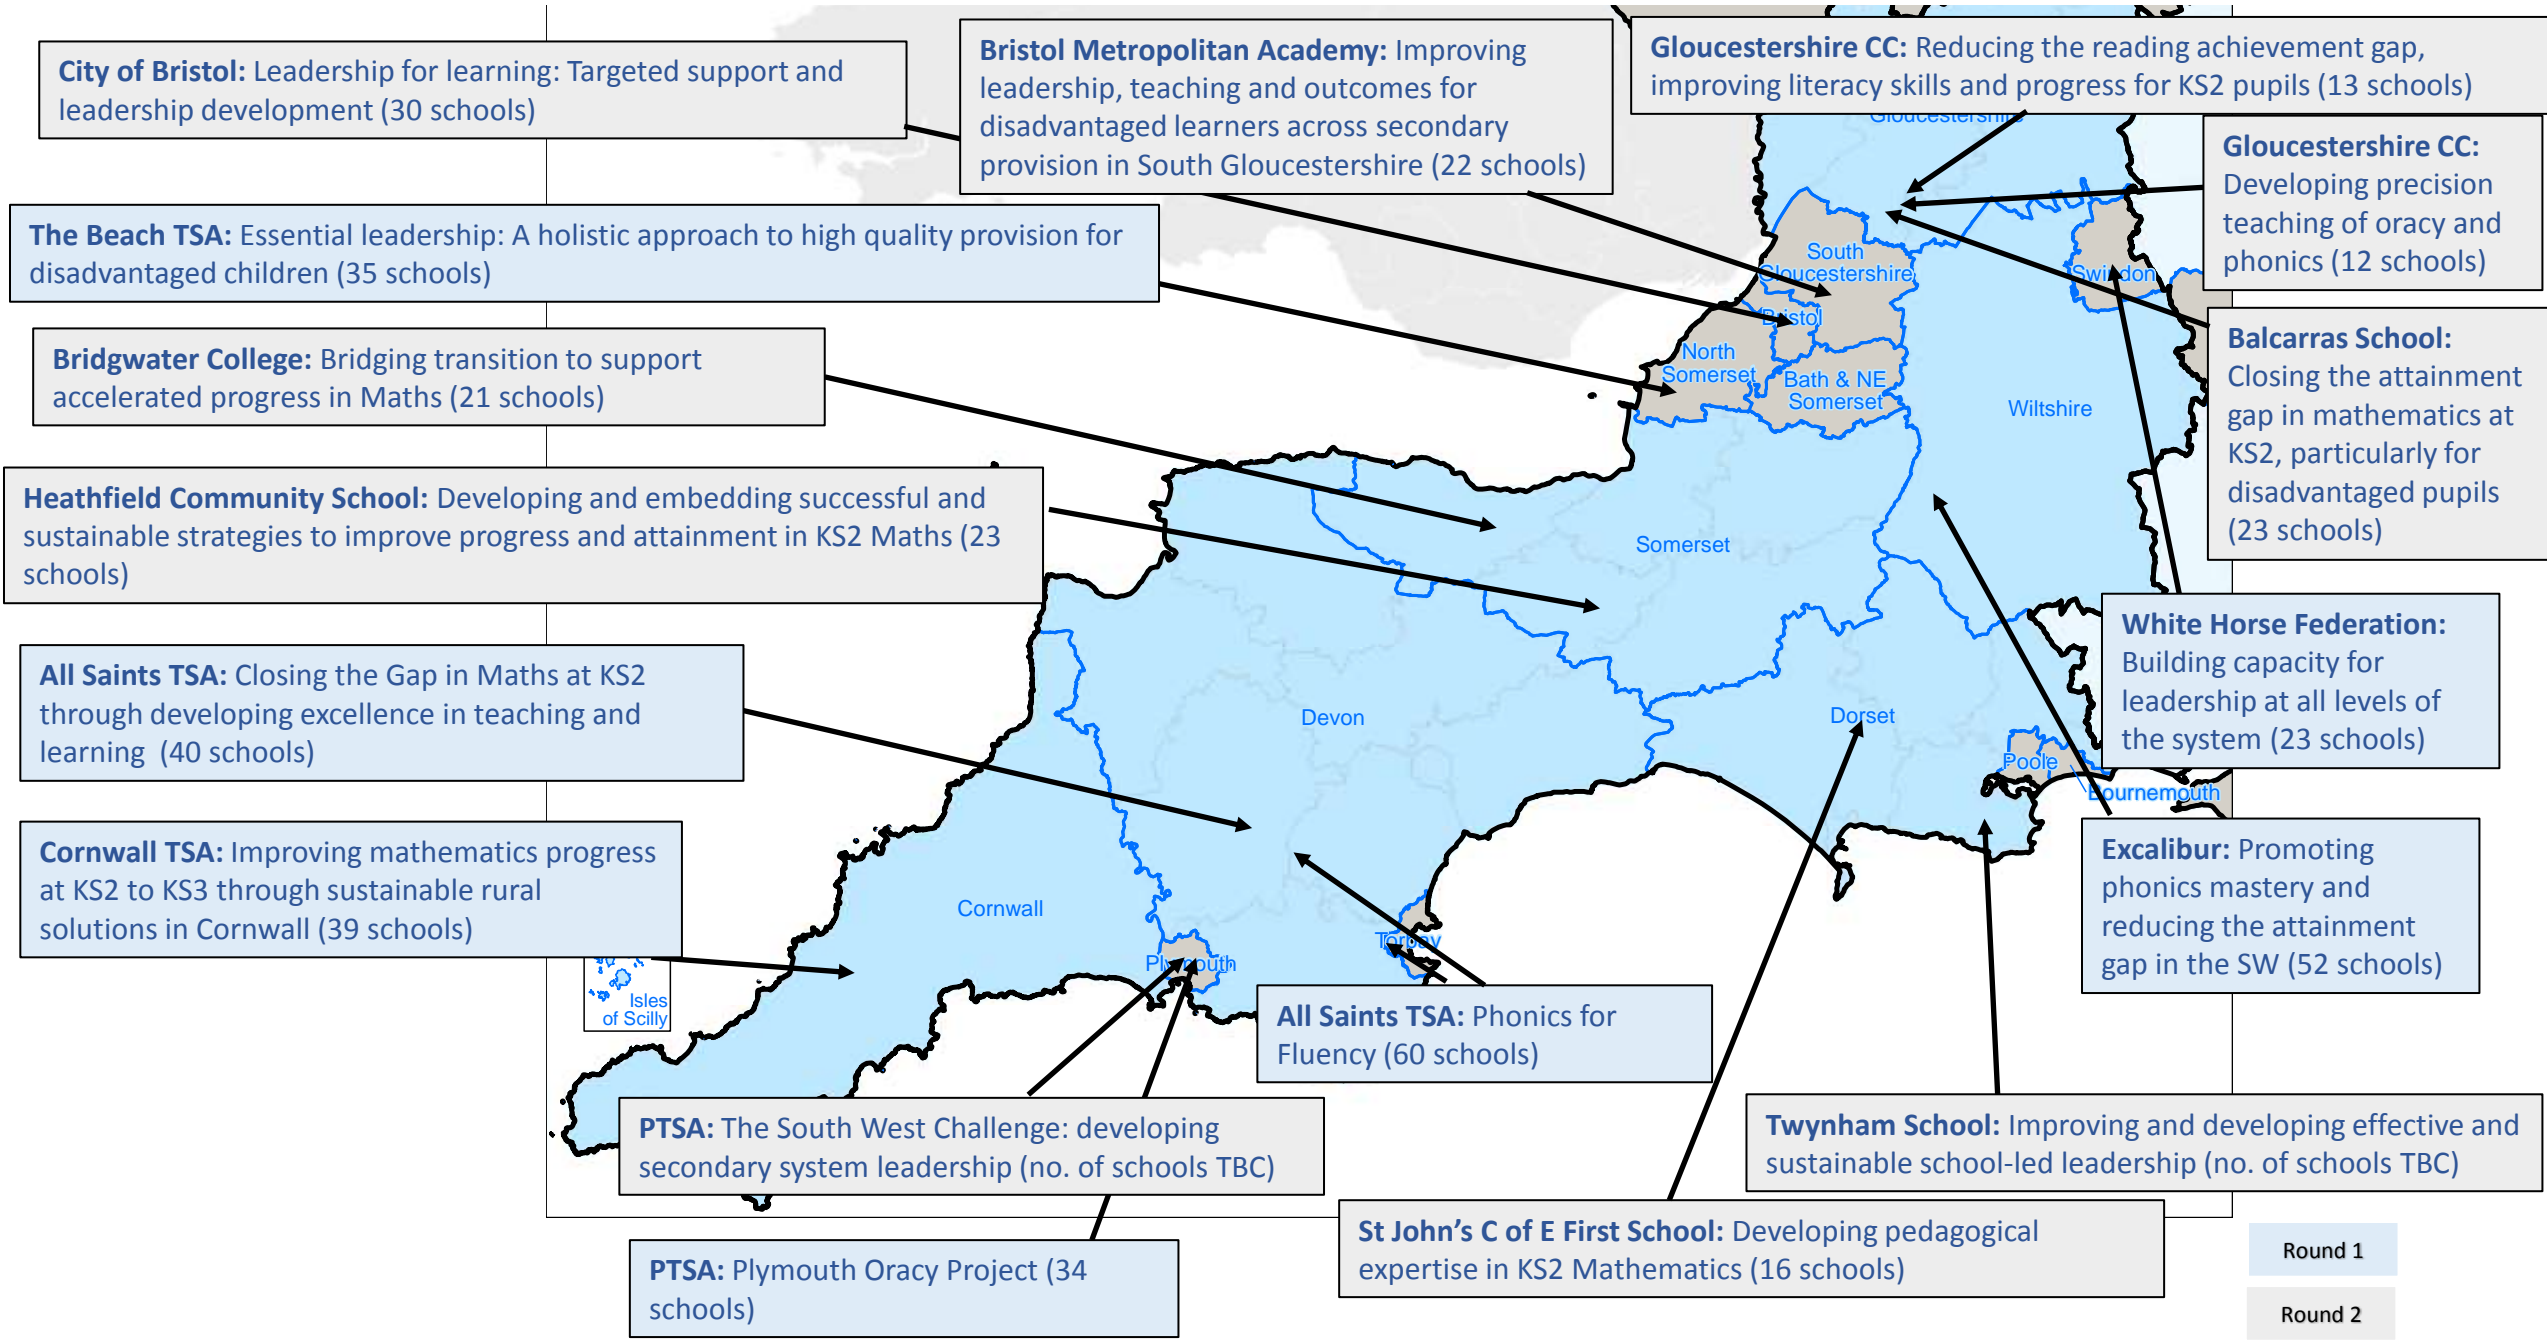 City of Bristol: Leadership for learning: Targeted support and
leadership development (30 schools)
Bristol Metropolitan Academy: Improving
leadership, teaching and outcomes for
disadvantaged learners across secondary
provision in South Gloucestershire (22 schools)
Gloucestershire CC: Reducing the reading achievement gap,
improving literacy skills and progress for KS2 pupils (13 schools)
Gloucestershire
Gloucestershire CC:
Developing precision
teaching of oracy and
phonics (12 schools)
The Beach TSA: Essential leadership: A holistic approach to high quality provision for
disadvantaged children (35 schools)
South
Gloucestershire
Swindon
Bristol
North
Somerset
Bath & NE
Somerset
Wiltshire
Balcarras School:
Closing the attainment
gap in mathematics at
KS2, particularly for
disadvantaged pupils
(23 schools)
Bridgwater College: Bridging transition to support
accelerated progress in Maths (21 schools)
Heathfield Community School: Developing and embedding successful and
sustainable strategies to improve progress and attainment in KS2 Maths (23
schools)
Somerset
White Horse Federation:
Building capacity for
leadership at all levels of
the system (23 schools)
All Saints TSA: Closing the Gap in Maths at KS2
through developing excellence in teaching and
learning (40 schools)
Devon
Dorset
Poole
Bournemouth
Cornwall TSA: Improving mathematics progress
at KS2 to KS3 through sustainable rural
solutions in Cornwall (39 schools)
Cornwall
Torbay
Plymouth
Isles
of Scilly
Excalibur: Promoting
phonics mastery and
reducing the attainment
gap in the SW (52 schools)
All Saints TSA: Phonics for
Fluency (60 schools)
PTSA: The South West Challenge: developing
secondary system leadership (no. of schools TBC)
Twynham School: Improving and developing effective and
sustainable school-led leadership (no. of schools TBC)
St John's C of E First School: Developing pedagogical
expertise in KS2 Mathematics (16 schools)
PTSA: Plymouth Oracy Project (34
schools)
Round 1
Round 2